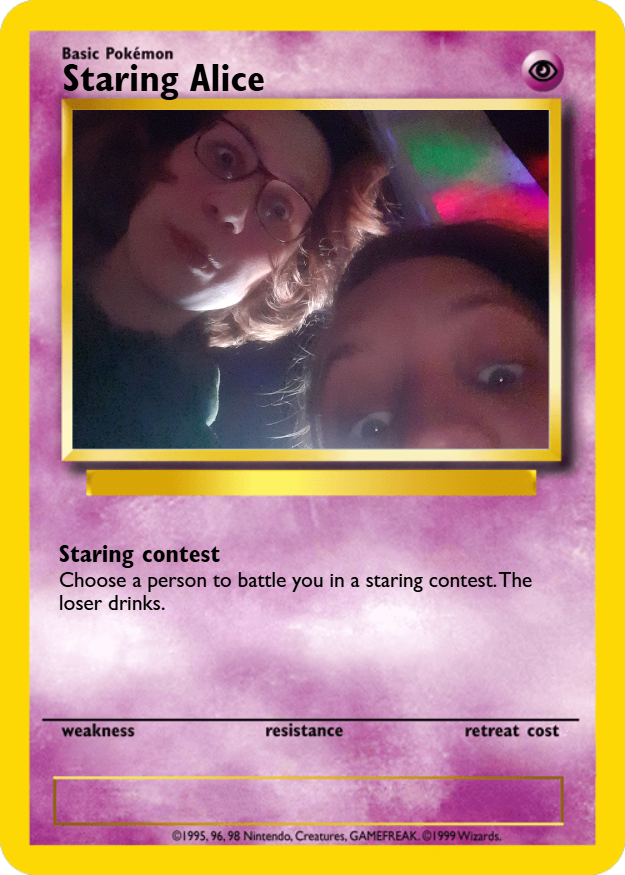 Basic Pokémon
Staring Alice
Staring contest
Choose a person to battle you in a staring contest. The
loser drinks.
weakness resistance retreat cost
©1995, 96, 98 Nintendo, Creatures, GAMEFREAK. ©1999 Wizards.